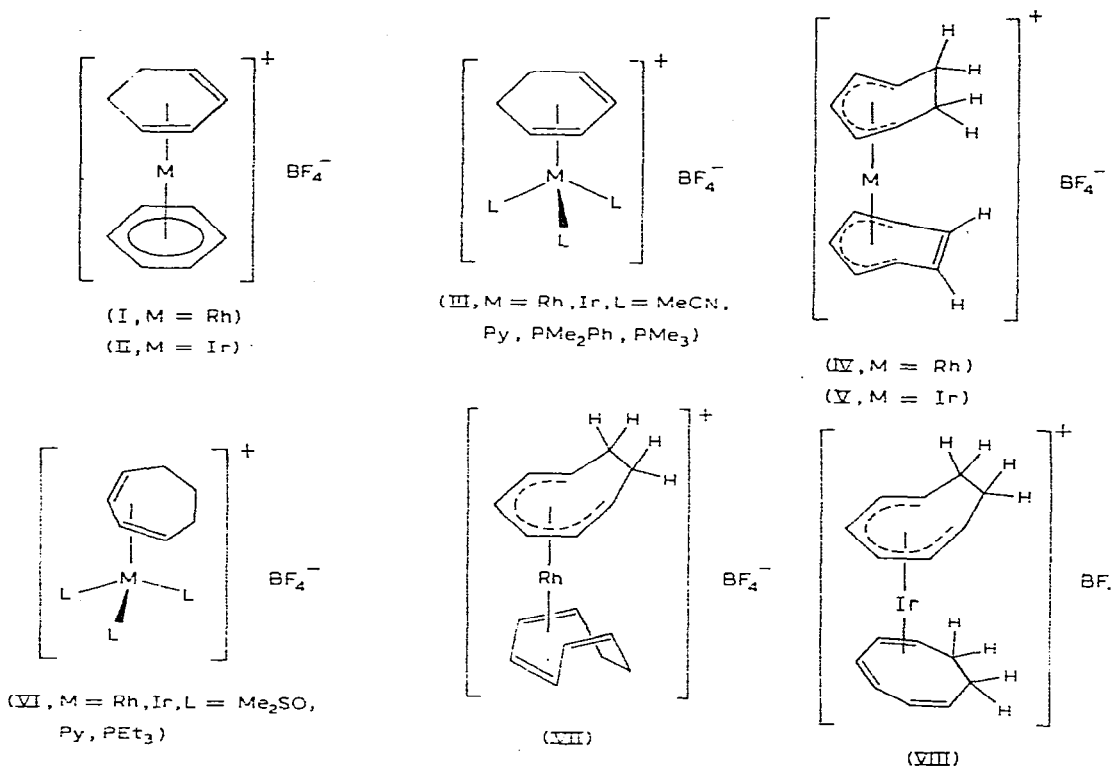 +
M
BF₄⁻
(I, M = Rh)
(II, M = Ir)
+
M
L
L
L
BF₄⁻
(III, M = Rh, Ir, L = MeCN,
Py, PMe₂Ph, PMe₃)
+
H
H
H
H
M
H
H
BF₄⁻
(IV, M = Rh)
(V, M = Ir)
+
M
L
L
L
BF₄⁻
(VI, M = Rh, Ir, L = Me₂SO,
Py, PEt₃)
+
H
H
H
H
Rh
BF₄⁻
(VII)
+
H
H
H
H
Ir
H
H
H
H
BF.
(VIII)